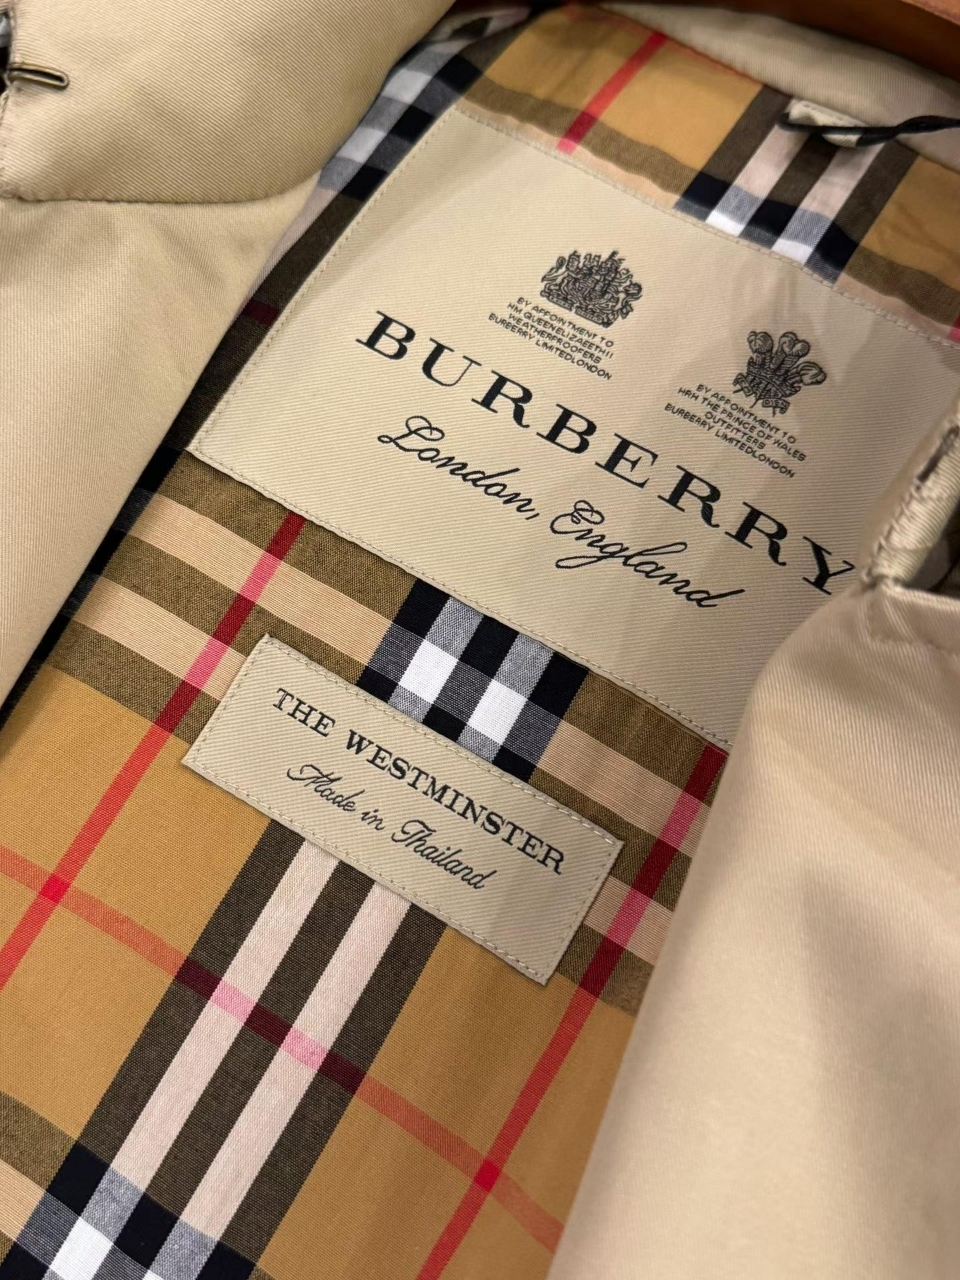 BY APPOINTMENT TO
HM QUEEN ELIZABETH II
WEATHERPROOFERS
BURBERRY LIMITED LONDON
BY APPOINTMENT TO
HRH THE PRINCE OF WALES
OUTFITTERS
BURBERRY LIMITED LONDON
BURBERRY
London, England
THE WESTMINSTER
Made in Thailand